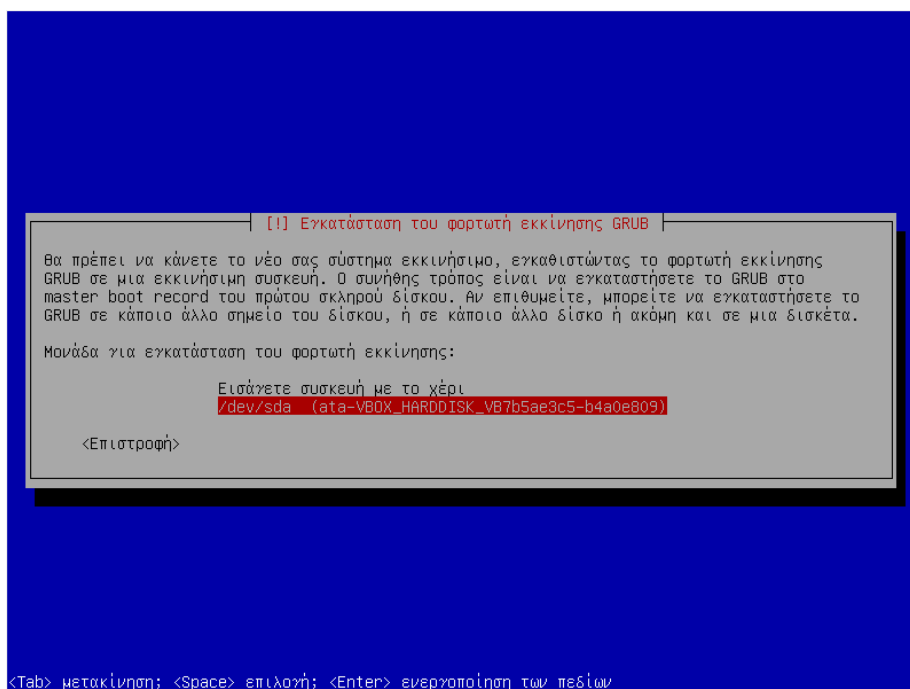 [!] Εγκατάσταση του φορτωτή εκκίνησης GRUB
Θα πρέπει να κάνετε το νέο σας σύστημα εκκινήσιμο, εγκαθιστώντας το φορτωτή εκκίνησης
GRUB σε μια εκκινήσιμη συσκευή. Ο συνήθης τρόπος είναι να εγκαταστήσετε το GRUB στο
master boot record του πρώτου σκληρού δίσκου. Αν επιθυμείτε, μπορείτε να εγκαταστήσετε το
GRUB σε κάποιο άλλο σημείο του δίσκου, ή σε κάποιο άλλο δίσκο ή ακόμη και σε μια δισκέτα.
Μονάδα για εγκατάσταση του φορτωτή εκκίνησης:
Εισάγετε συσκευή με το χέρι
/dev/sda (ata-VBOX_HARDDISK_VB7b5ae3c5-b4a0e809)
<Επιστροφή>
<Tab> μετακίνηση; <Space> επιλογή; <Enter> ενεργοποίηση των πεδίων